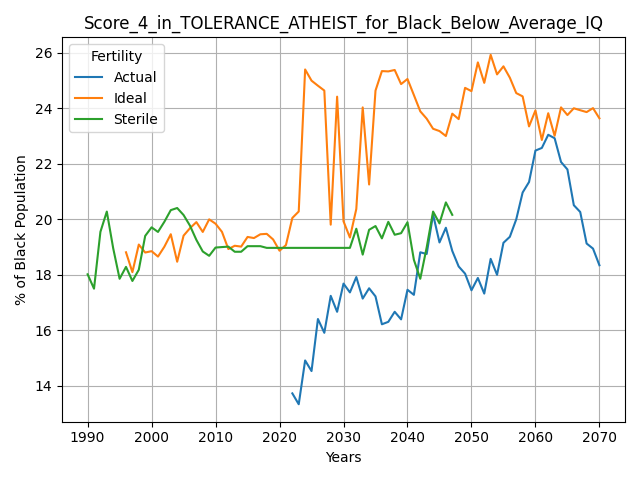 Score_4_in_TOLERANCE_ATHEIST_for_Black_Below_Average_IQ
Fertility
Actual
Ideal
Sterile
% of Black Population
26
24
22
20
18
16
14
1990 2000 2010 2020 2030 2040 2050 2060 2070
Years